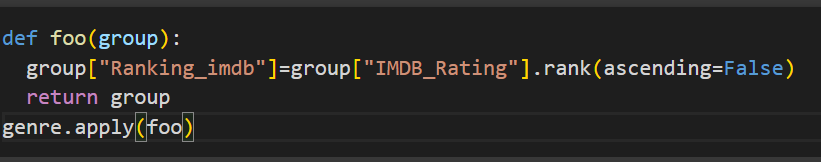 def foo(group):
  group["Ranking_imdb"]=group["IMDB_Rating"].rank(ascending=False)
  return group
genre.apply(foo)